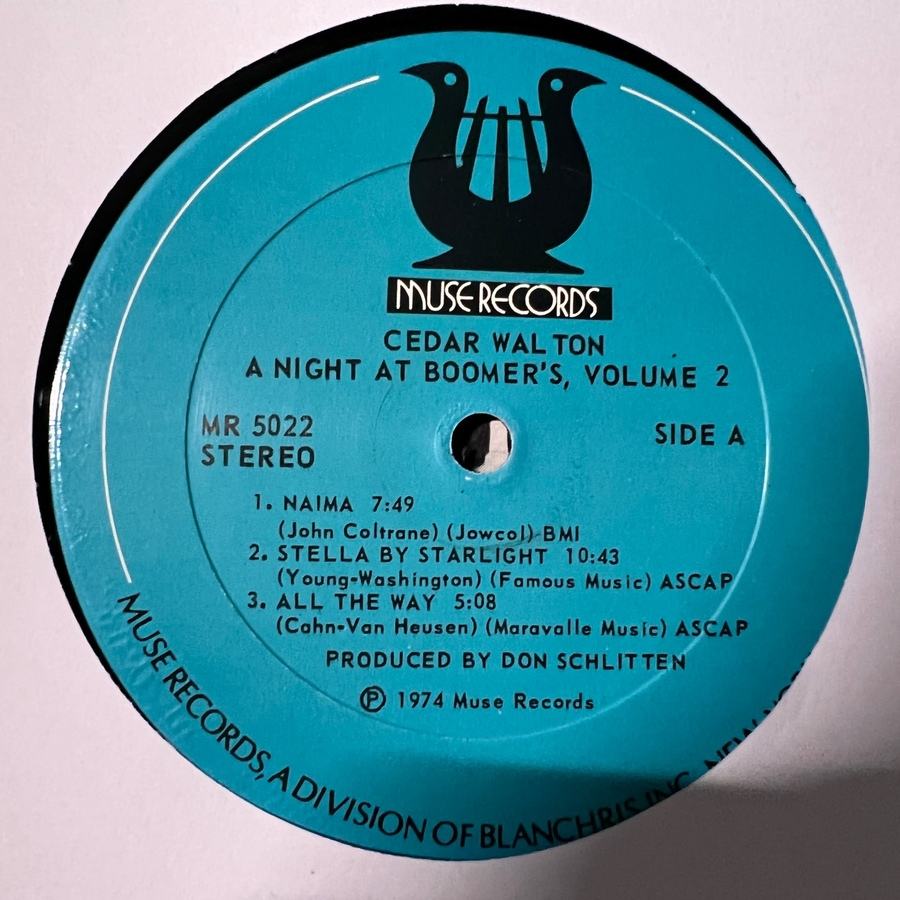 MUSE RECORDS
CEDAR WALTON
A NIGHT AT BOOMER'S, VOLUME 2
MR 5022
STEREO
SIDE A
1. NAIMA 7:49
(John Coltrane) (Jowcol) BMI
2. STELLA BY STARLIGHT 10:43
(Young-Washington) (Famous Music) ASCAP
3. ALL THE WAY 5:08
(Cahn-Van Heusen) (Maravalle Music) ASCAP
PRODUCED BY DON SCHLITTEN
Ⓟ 1974 Muse Records
MUSE RECORDS, A DIVISION OF BLANCHRIS INC. NEW